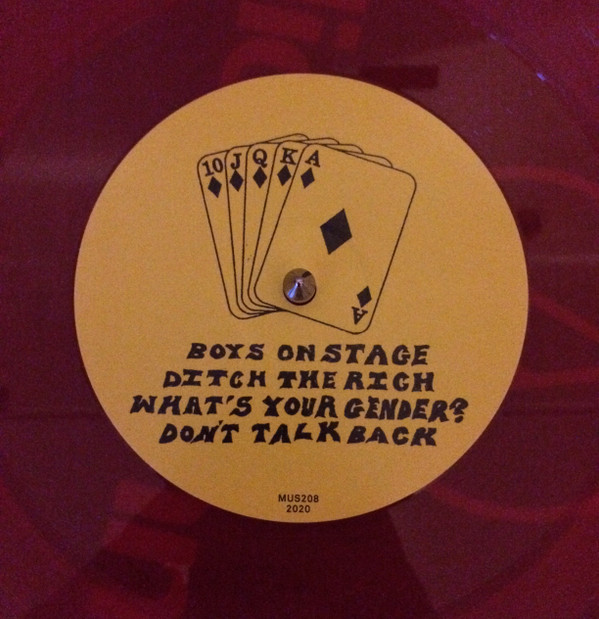 10 J Q K A
A
BOYS ON STAGE
DITCH THE RICH
WHAT'S YOUR GENDER?
DON'T TALK BACK
MUS208
2020